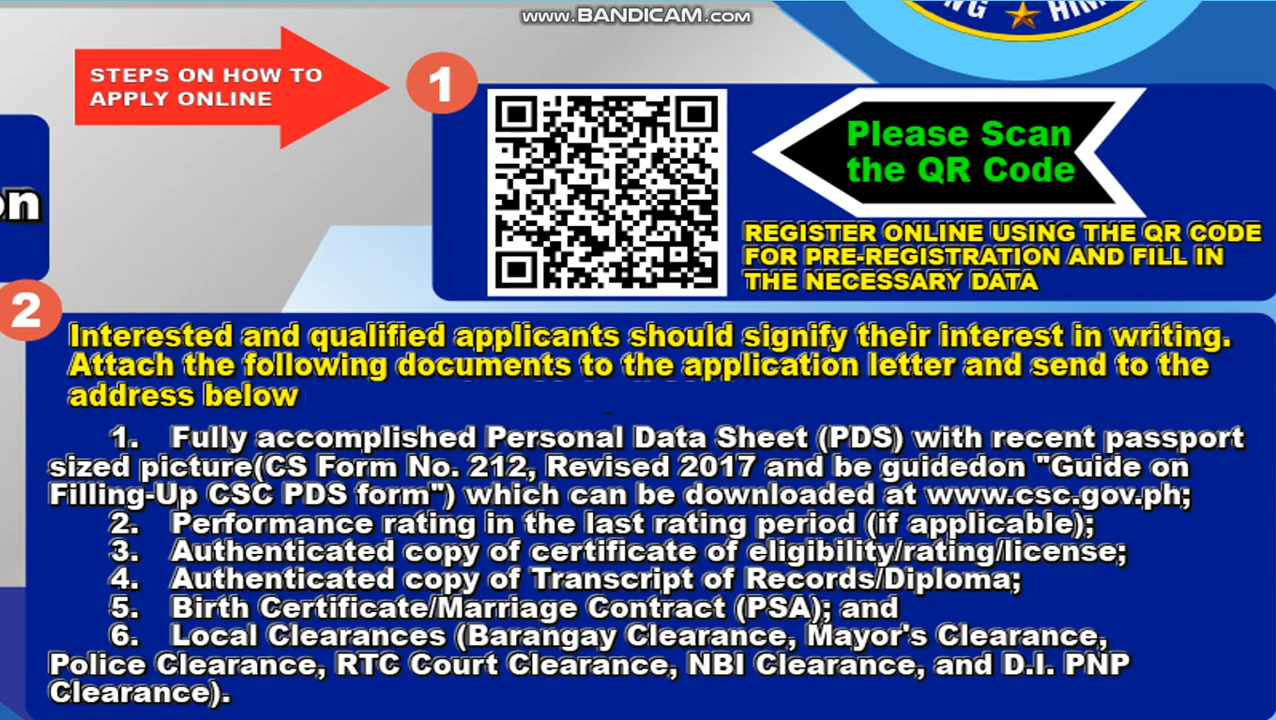 www.BANDICAM.com
STEPS ON HOW TO
APPLY ONLINE
1
Please Scan
the QR Code
REGISTER ONLINE USING THE QR CODE
FOR PRE-REGISTRATION AND FILL IN
THE NECESSARY DATA
2
Interested and qualified applicants should signify their interest in writing.
Attach the following documents to the application letter and send to the
address below
1. Fully accomplished Personal Data Sheet (PDS) with recent passport
sized picture(CS Form No. 212, Revised 2017 and be guidedon "Guide on
Filling-Up CSC PDS form") which can be downloaded at www.csc.gov.ph;
2. Performance rating in the last rating period (if applicable);
3. Authenticated copy of certificate of eligibility/rating/license;
4. Authenticated copy of Transcript of Records/Diploma;
5. Birth Certificate/Marriage Contract (PSA); and
6. Local Clearances (Barangay Clearance, Mayor's Clearance,
Police Clearance, RTC Court Clearance, NBI Clearance, and D.I. PNP
Clearance).